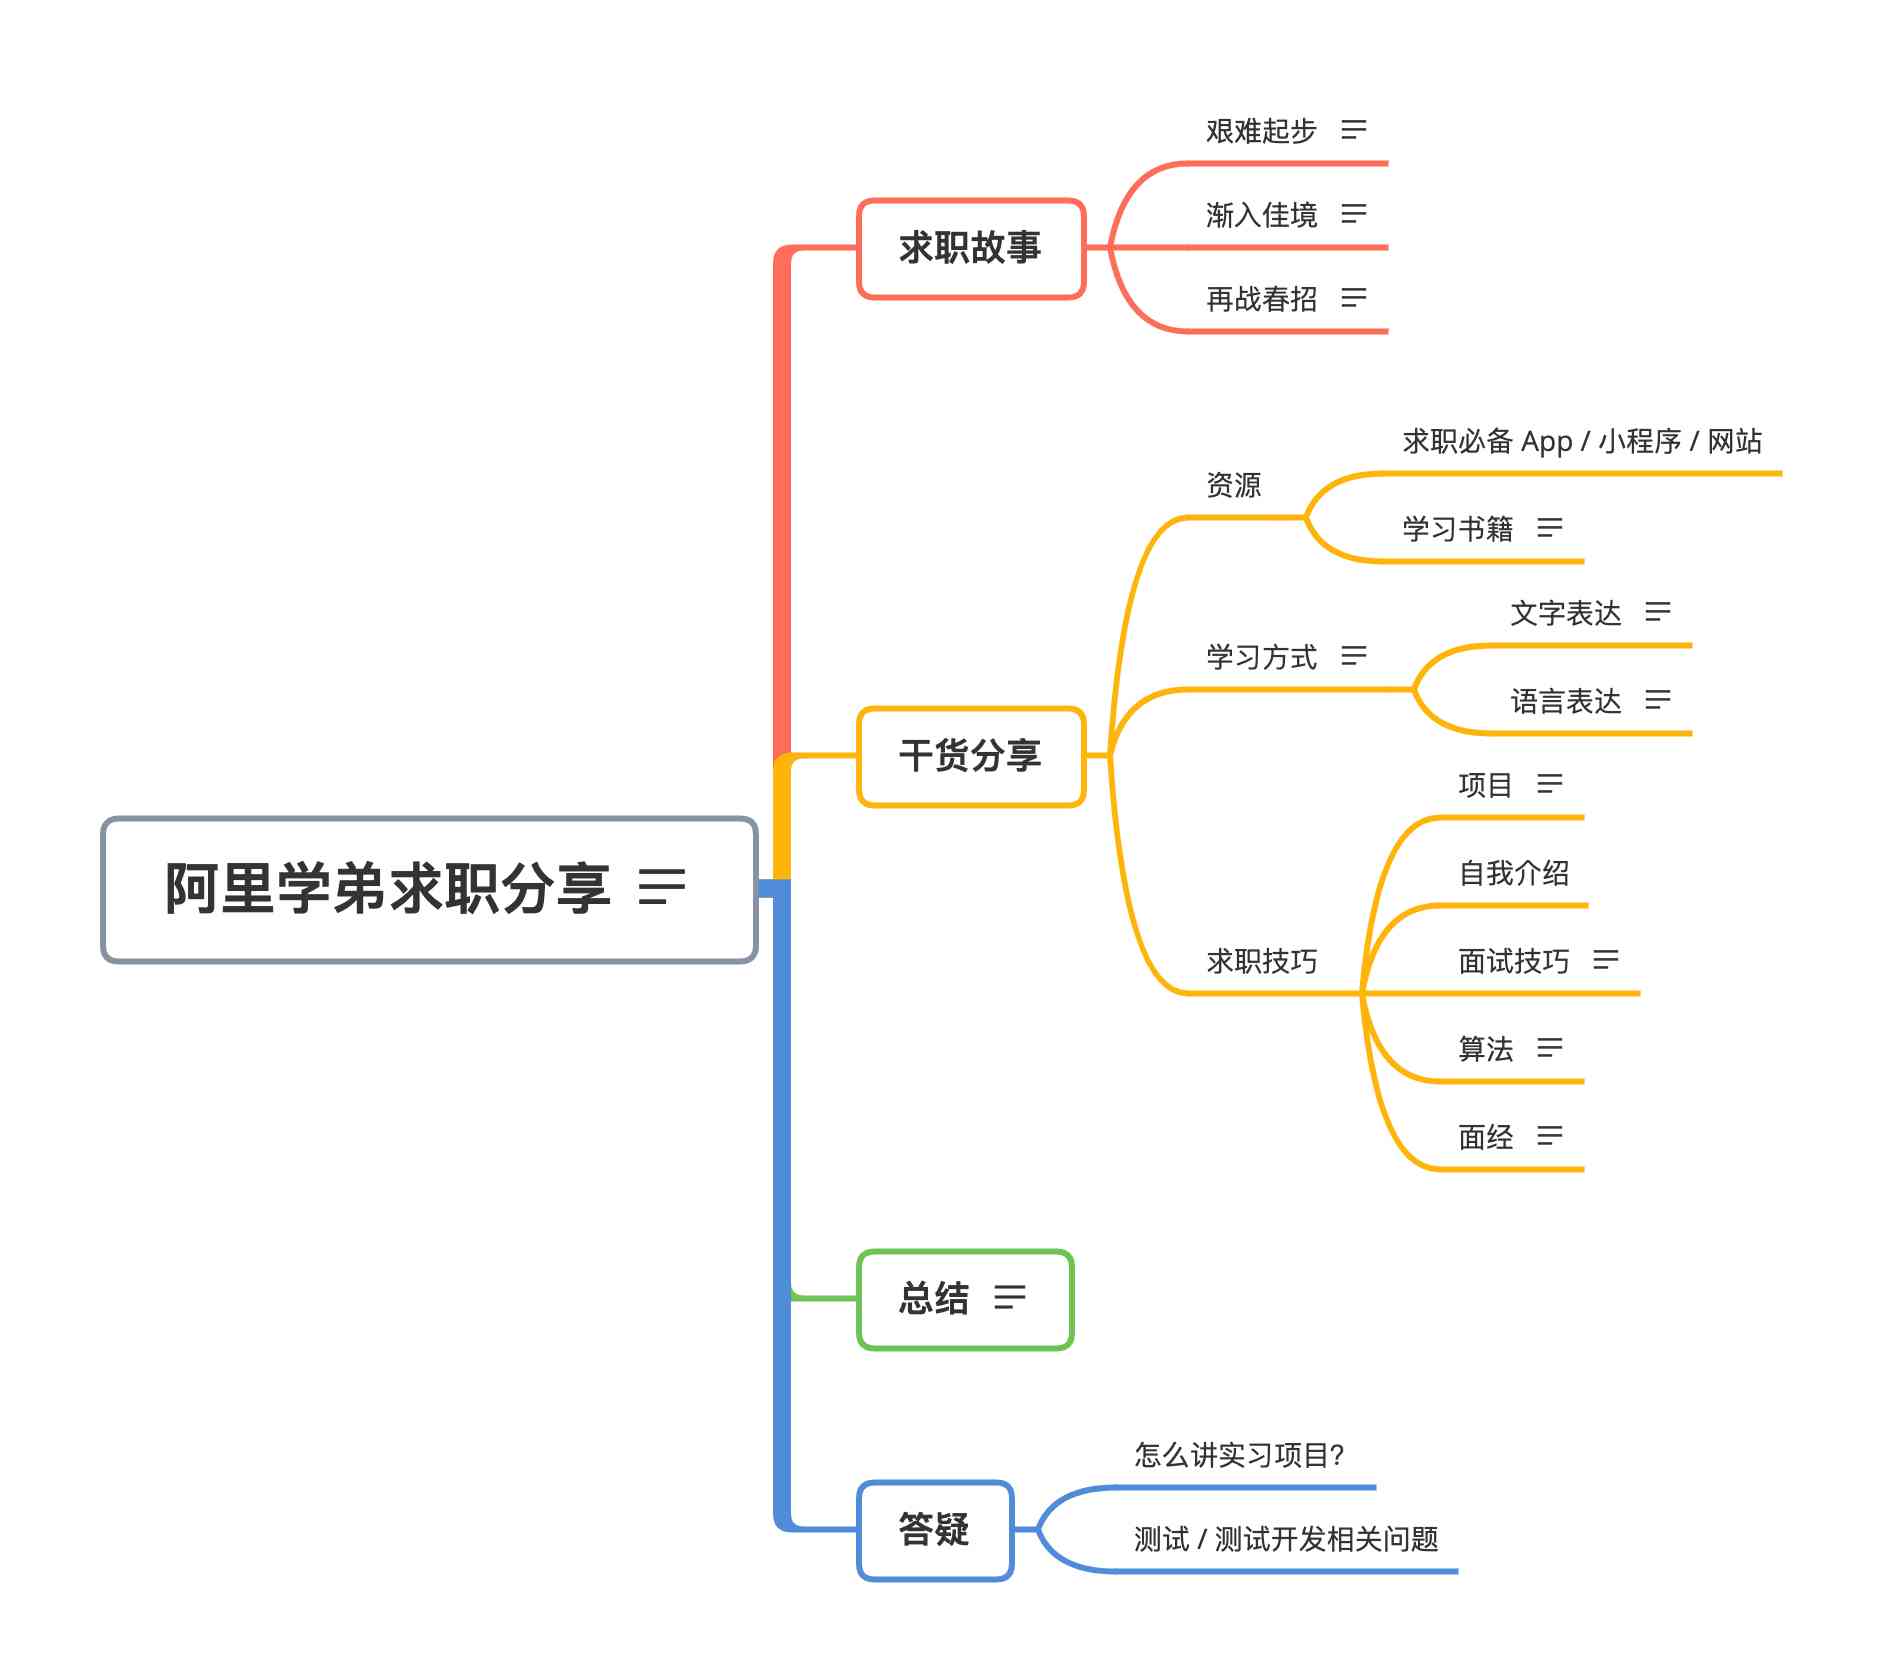 阿里学弟求职分享
求职故事
艰难起步
渐入佳境
再战春招
干货分享
资源
求职必备 App / 小程序 / 网站
学习书籍
学习方式
文字表达
语言表达
求职技巧
项目
自我介绍
面试技巧
算法
面经
总结
答疑
怎么讲实习项目?
测试 / 测试开发相关问题